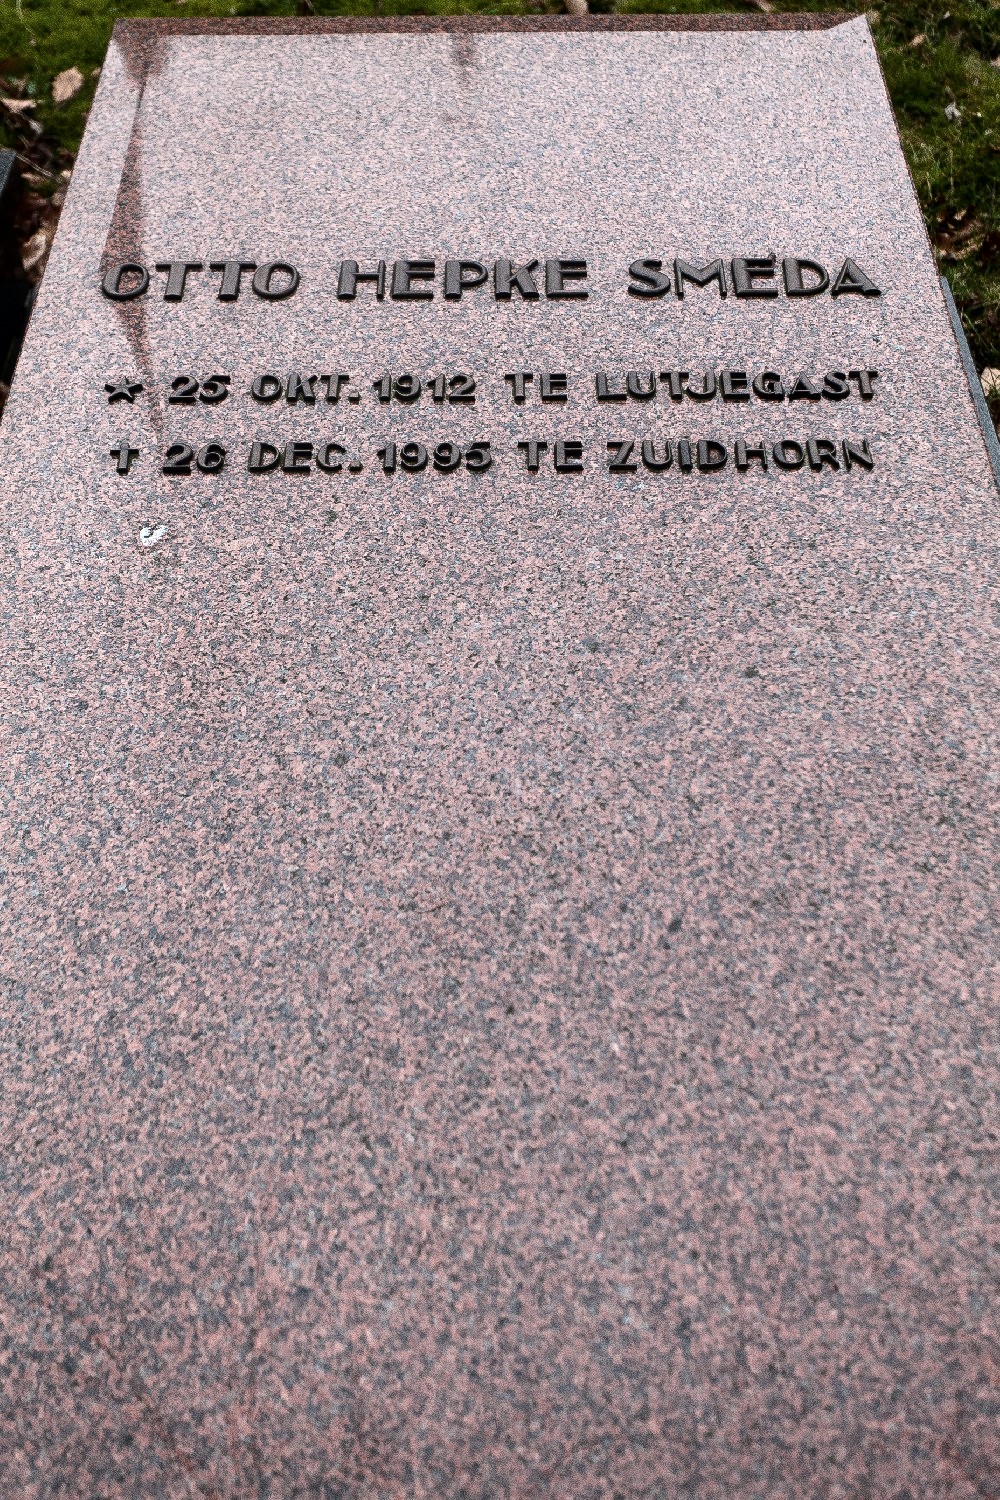 OTTO HEPKE SMEDA
★ 25 OKT. 1912 TE LUTJEGAST
✝ 26 DEC. 1995 TE ZUIDHORN